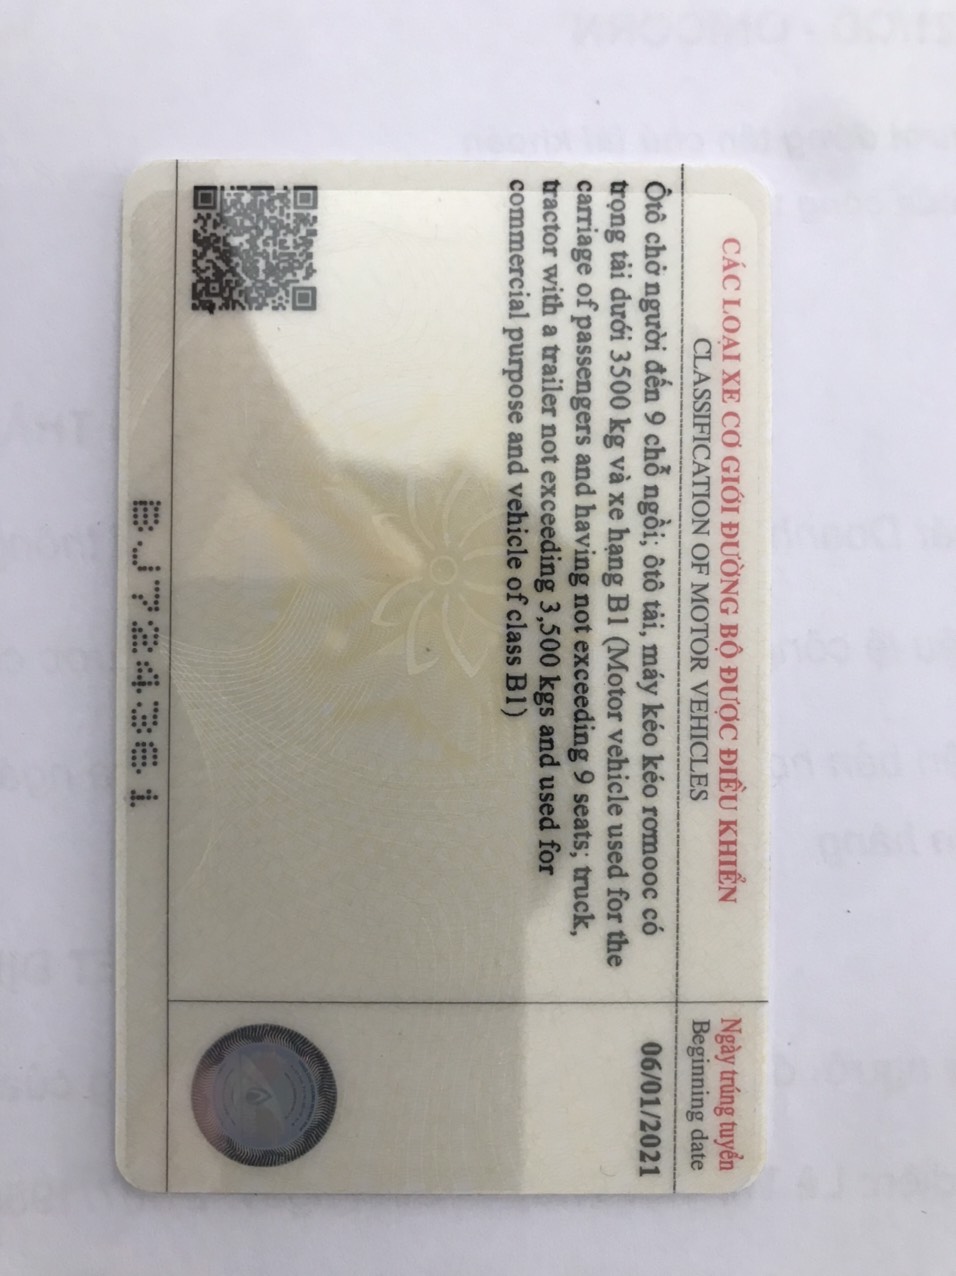 CÁC LOẠI XE CƠ GIỚI ĐƯỜNG BỘ ĐƯỢC ĐIỀU KHIỂN
CLASSIFICATION OF MOTOR VEHICLES
Ngày trúng tuyển
Beginning date
Ôtô chở người đến 9 chỗ ngồi; ôtô tải, máy kéo kéo rơmooc có
trọng tải dưới 3500 kg và xe hạng B1 (Motor vehicle used for the
carriage of passengers and having not exceeding 9 seats; truck,
tractor with a trailer not exceeding 3,500 kgs and used for
commercial purpose and vehicle of class B1)
06/01/2021
BJ724361